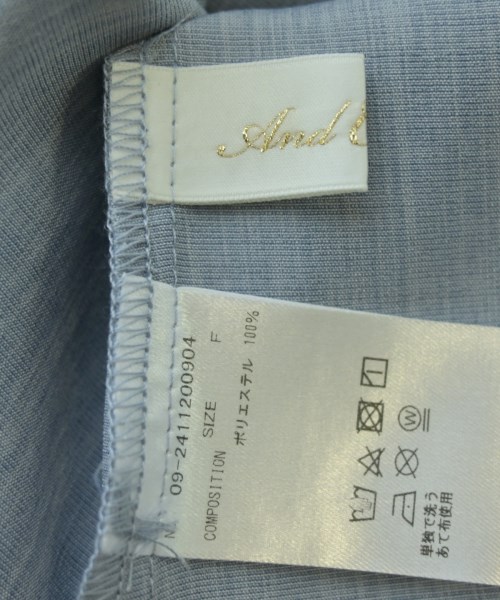 And C
09-2411200904
SIZE F
COMPOSITION
ポリエステル 100%
W
単独で洗う
あて布使用